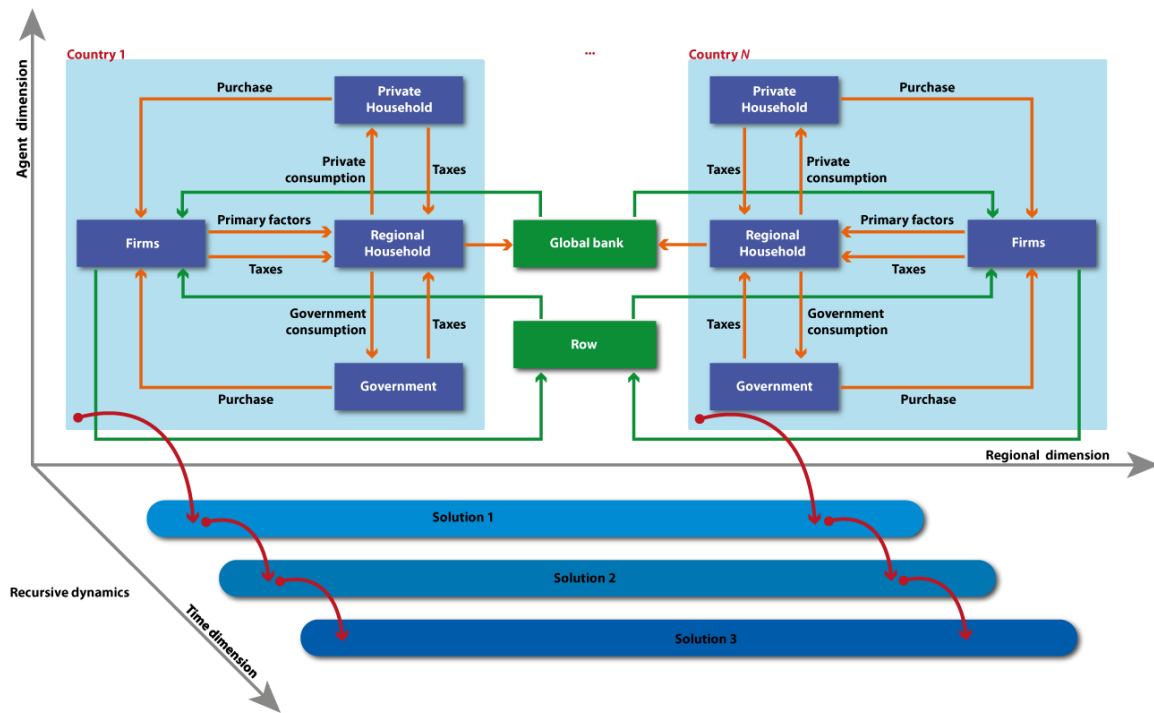 Country 1
...
Country N
Agent dimension
Purchase
Private
Household
Private
Household
Purchase
Private
consumption
Taxes
Taxes
Private
consumption
Firms
Primary factors
Regional
Household
Global bank
Regional
Household
Primary factors
Firms
Taxes
Taxes
Government
consumption
Taxes
Row
Taxes
Government
consumption
Government
Purchase
Government
Purchase
Regional dimension
Solution 1
Solution 2
Recursive dynamics
Time dimension
Solution 3